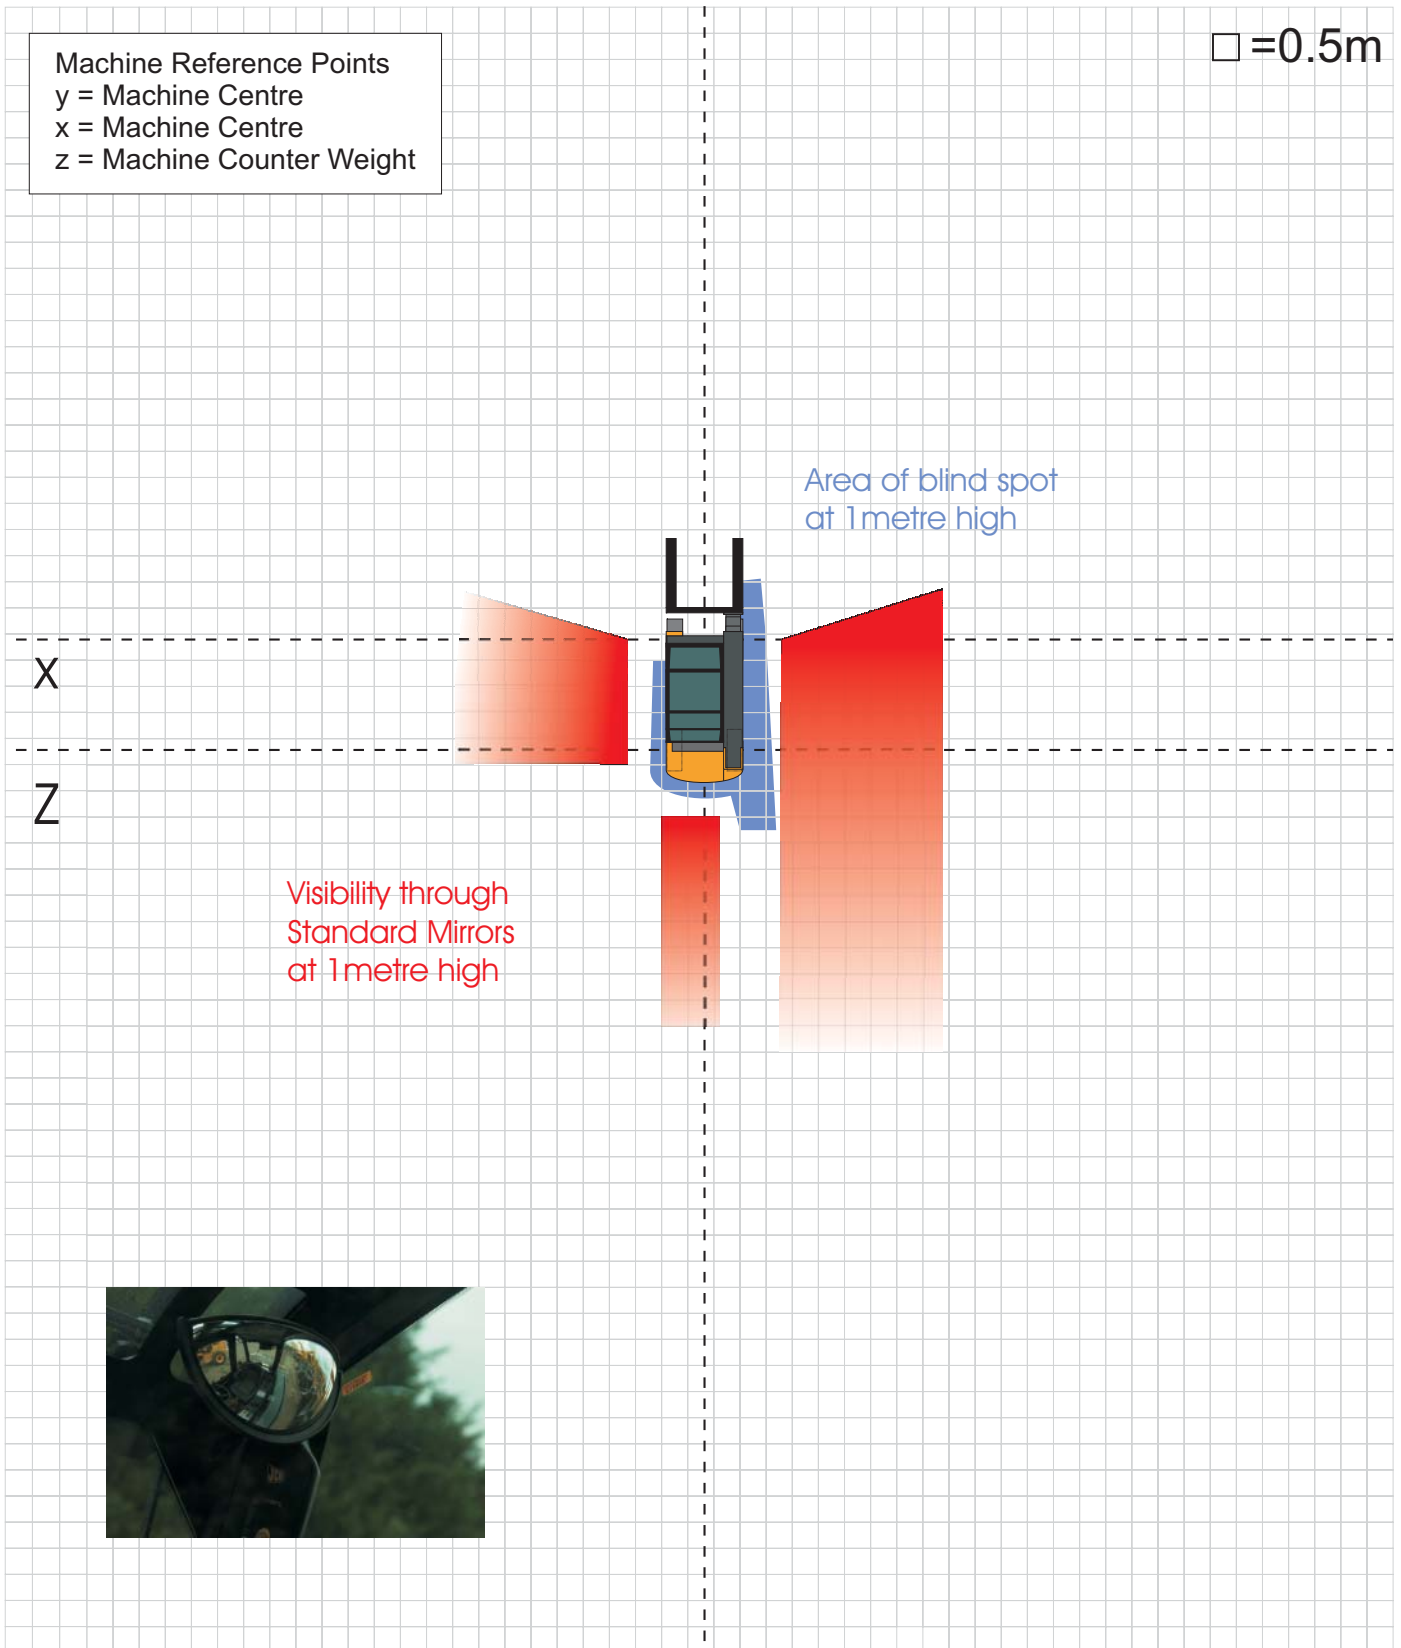 Machine Reference Points
y = Machine Centre
x = Machine Centre
z = Machine Counter Weight
=0.5m
Area of blind spot
at 1metre high
X
Z
Visibility through
Standard Mirrors
at 1metre high